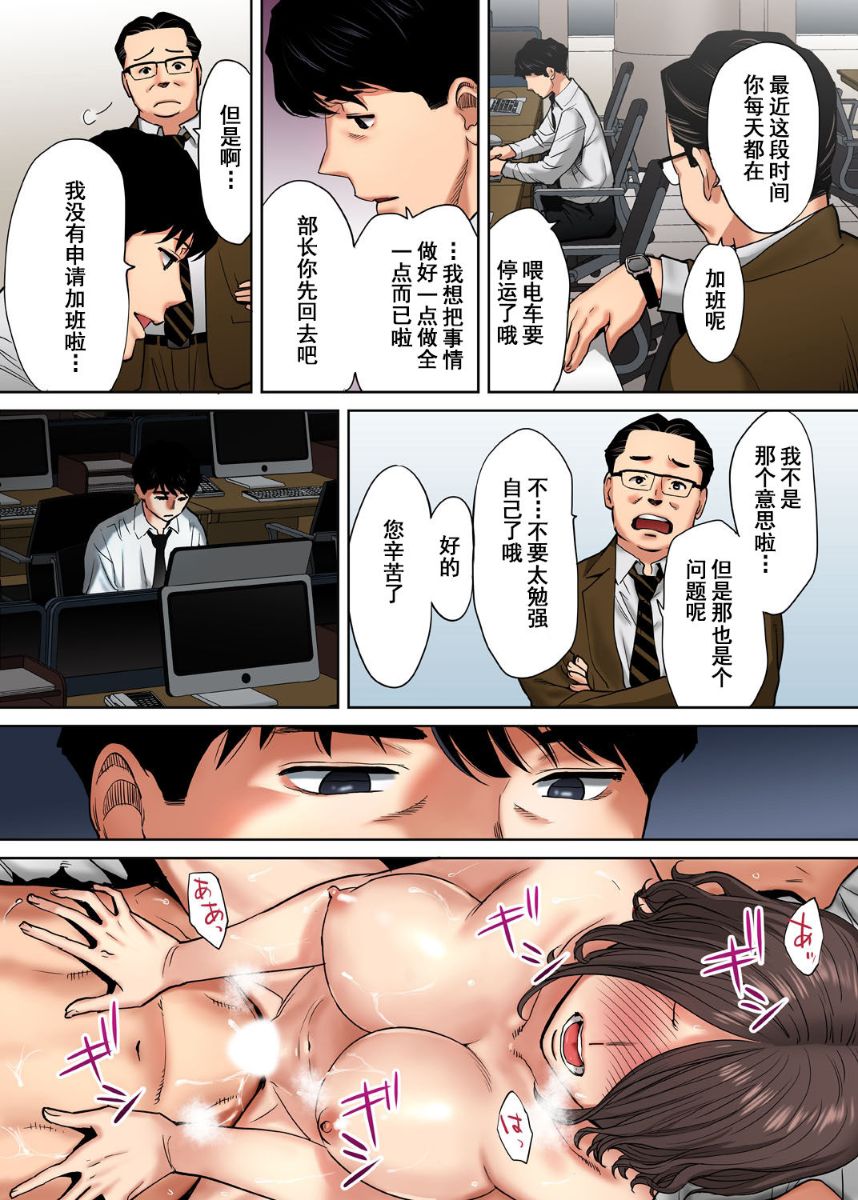 最近这段时间
你每天都在
加班呢
喂电车要
停运了哦
…我想把事情
做好一点做全
一点而已啦
部长你先回去吧
但是啊…
我没有申请加班啦…
我不是
那个意思啦…
但是那也是个
问题呢
不…不要太勉强
自己了哦
好的
您辛苦了
あぁ
ああっ
ギシ
ギシ
あっ
ギシ
ギシ
はっ